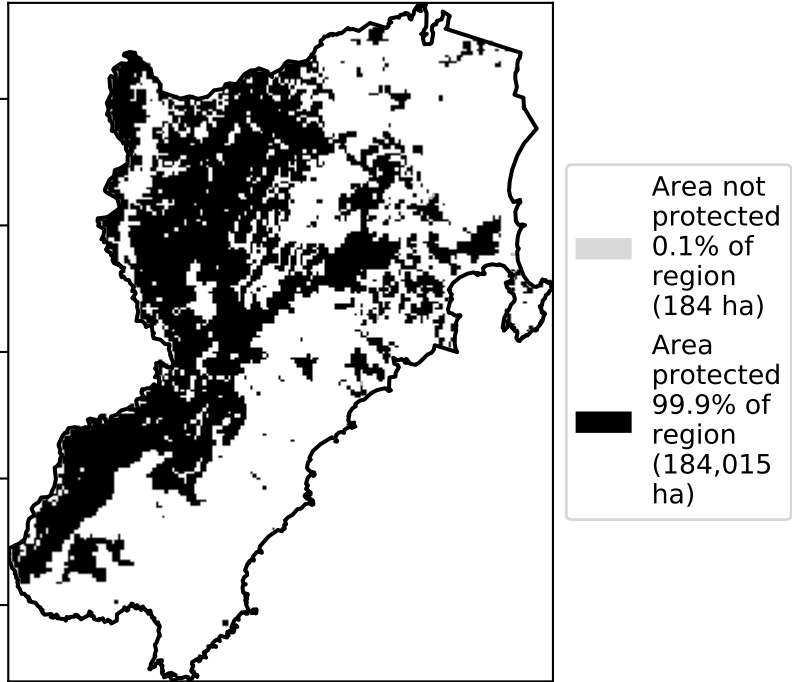 Area not
protected
0.1% of
region
(184 ha)
Area
protected
99.9% of
region
(184,015
ha)